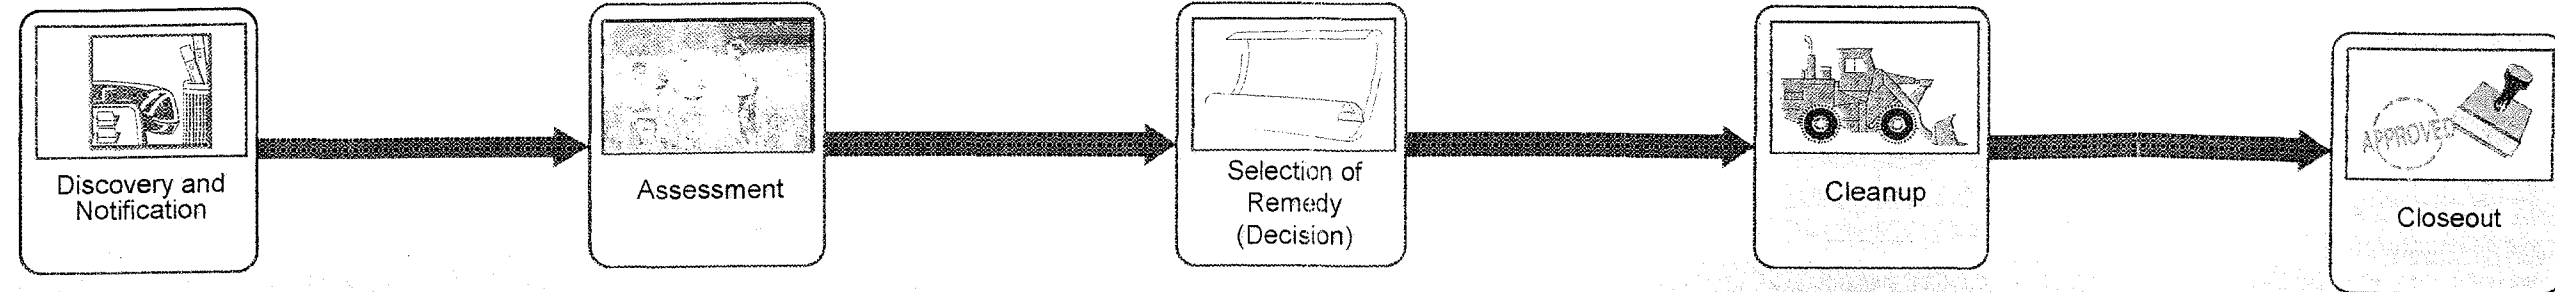 Discovery and
Notification
Assessment
Selection of
Remedy
(Decision)
Cleanup
APPROVED
Closeout